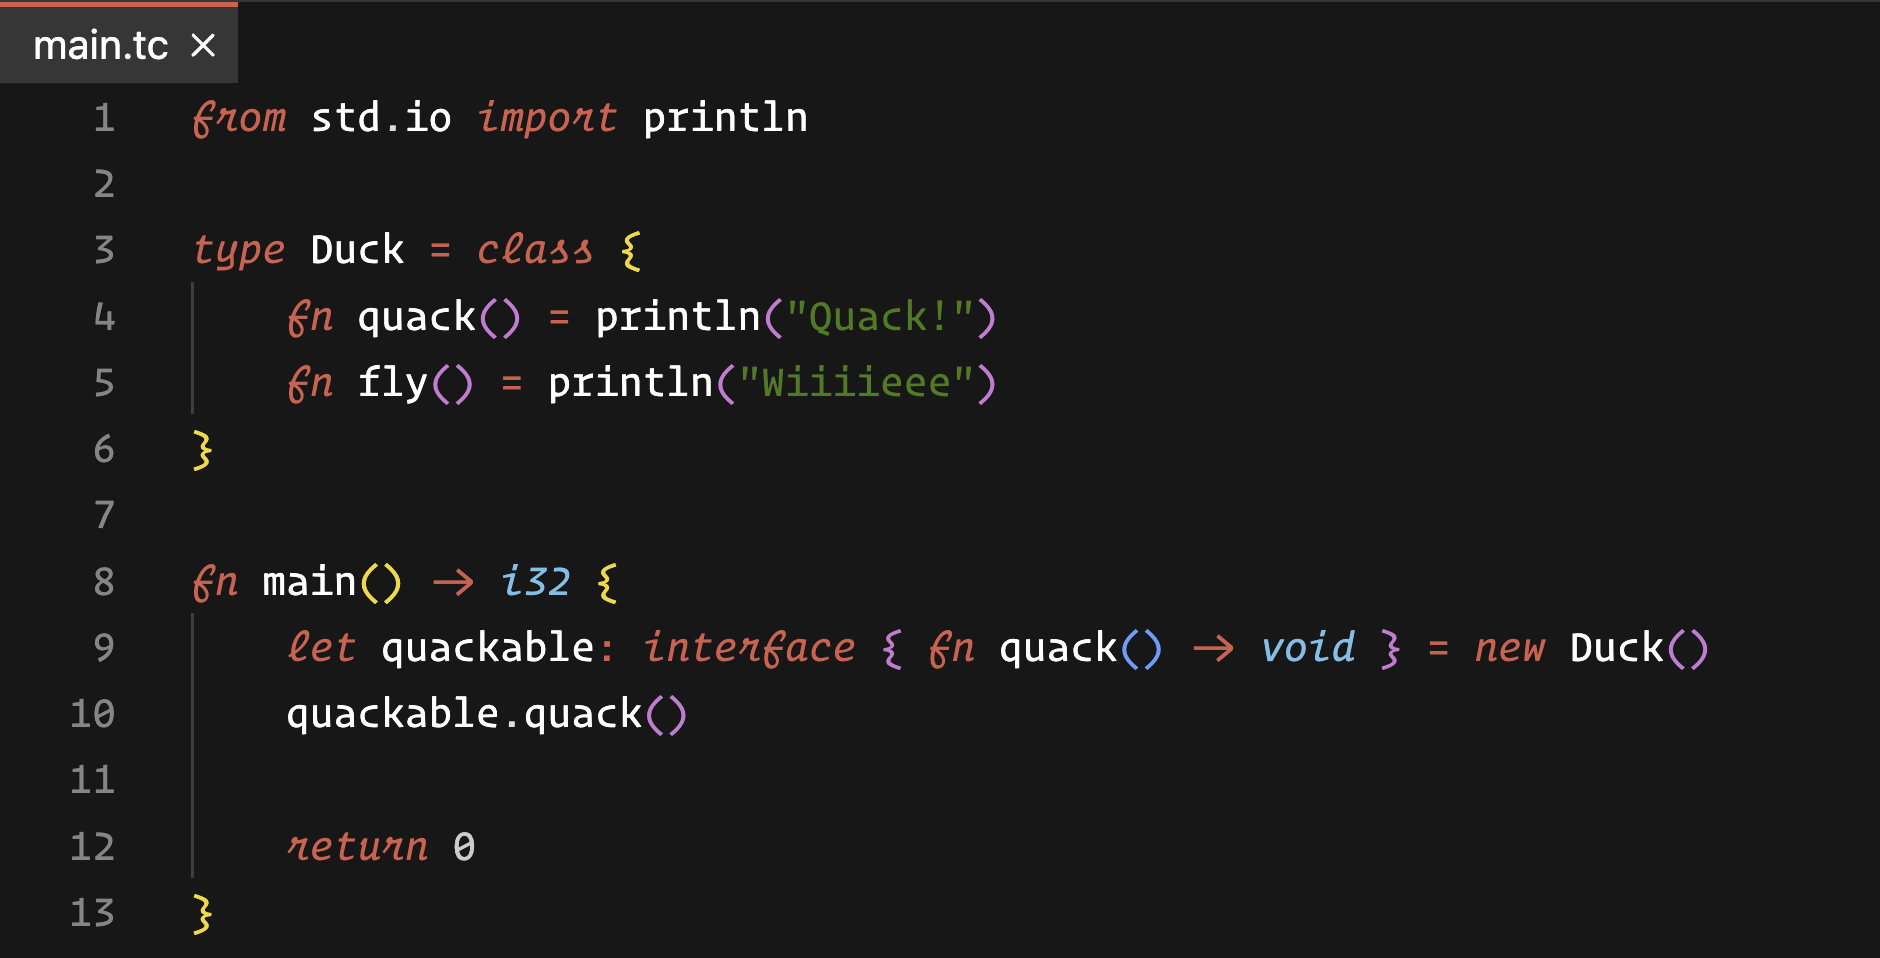 main.tc ×
1 from std.io import println
2
3 type Duck = class {
4     fn quack() = println("Quack!")
5     fn fly() = println("Wiiiieee")
6 }
7
8 fn main() -> i32 {
9     let quackable: interface { fn quack() -> void } = new Duck()
10     quackable.quack()
11
12     return 0
13 }